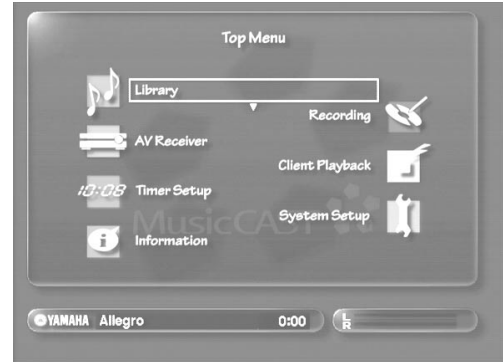 Top Menu
Library
Recording
AV Receiver
Client Playback
10:08 Timer Setup
System Setup
MusicCAST
i Information
YAMAHA Allegro 0:00 L
R